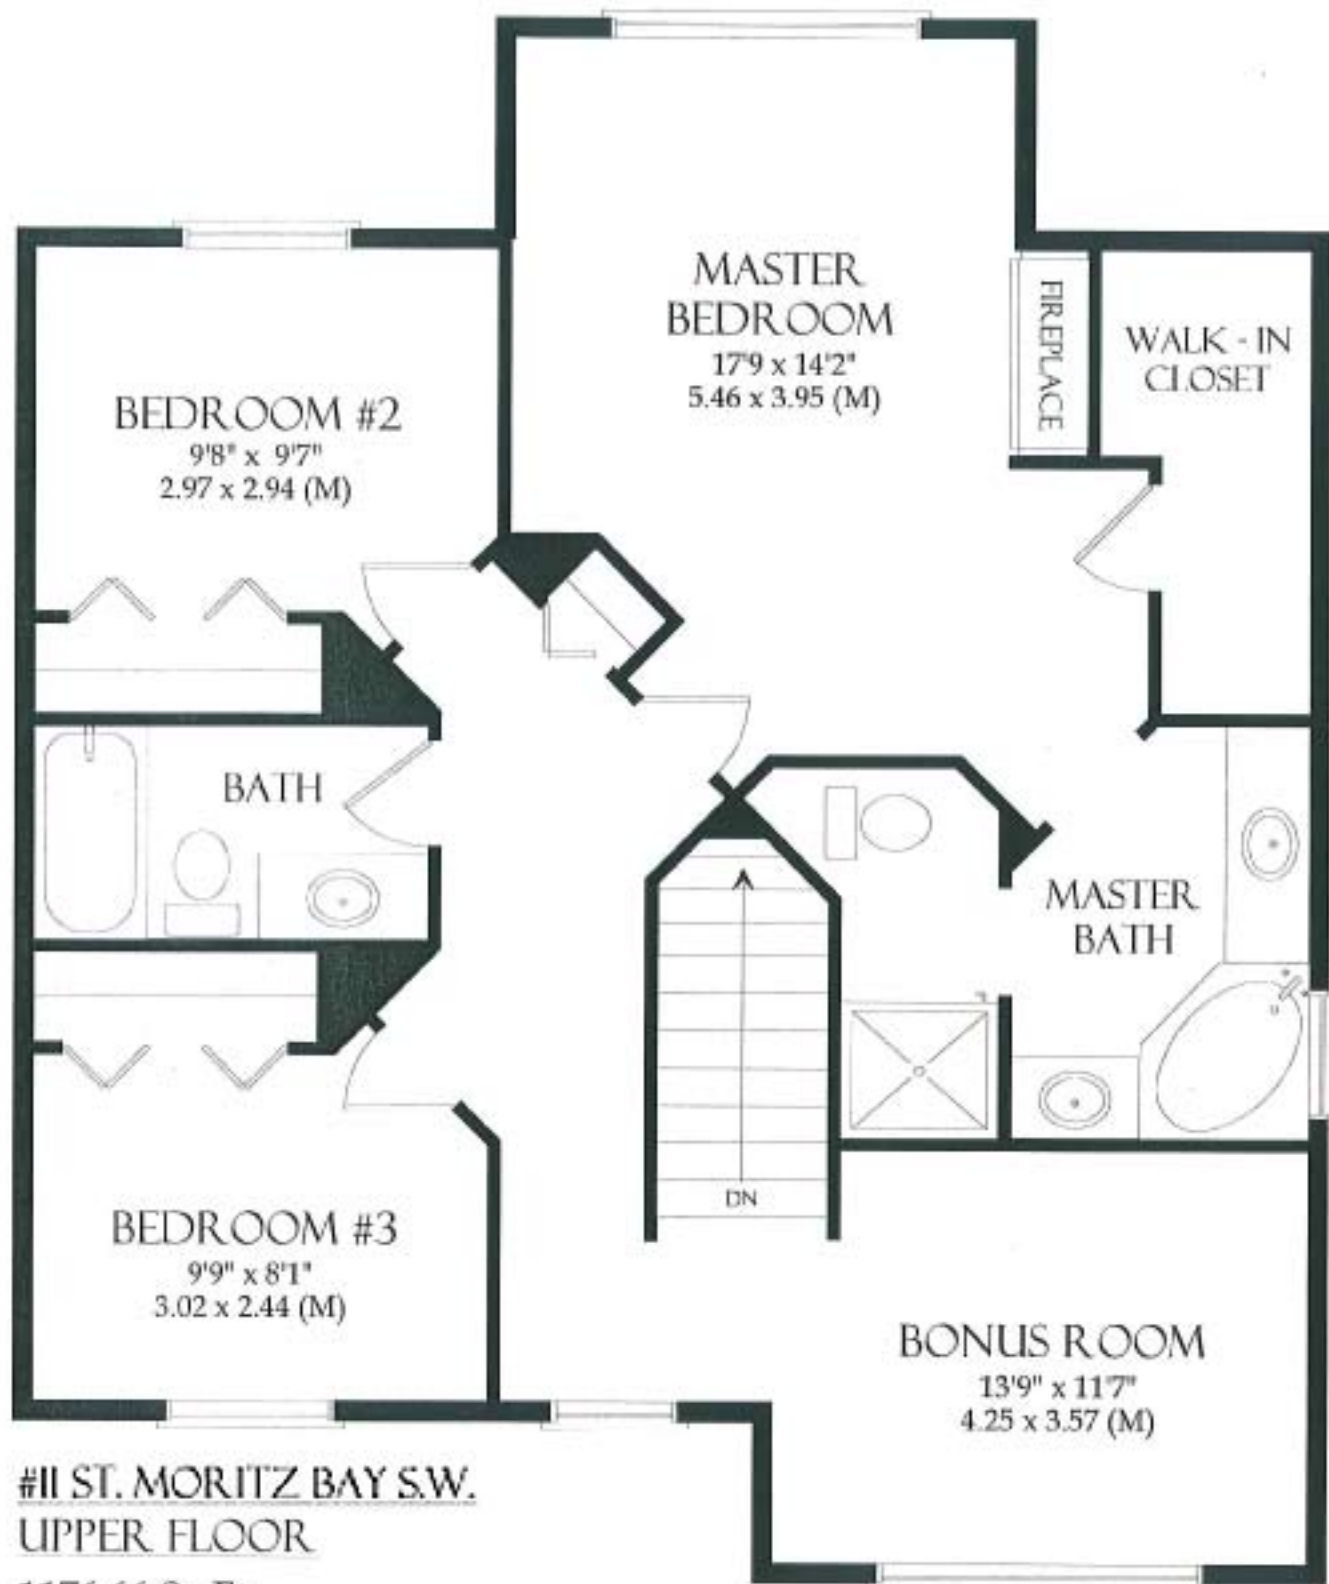 MASTER
BEDROOM
17'9 x 14'2"
5.46 x 3.95 (M)
FIREPLACE
WALK - IN
CLOSET
BEDROOM #2
9'8" x 9'7"
2.97 x 2.94 (M)
BATH
MASTER
BATH
DN
BEDROOM #3
9'9" x 8'1"
3.02 x 2.44 (M)
BONUS ROOM
13'9" x 11'7"
4.25 x 3.57 (M)
#11 ST. MORITZ BAY S.W.
UPPER FLOOR